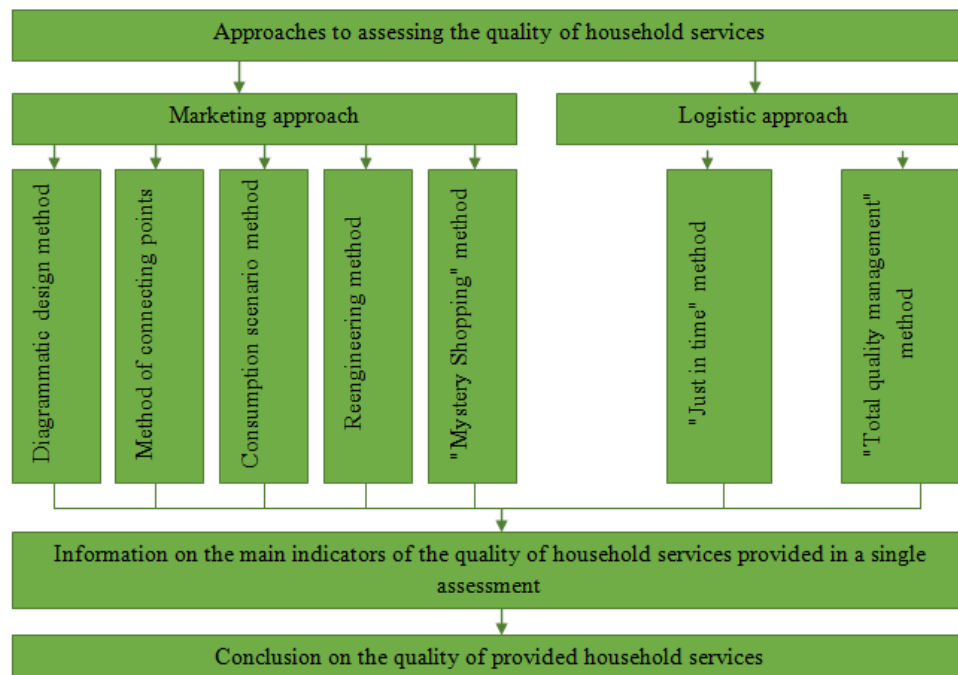 Approaches to assessing the quality of household services
Marketing approach
Logistic approach
Diagrammatic design method
Method of connecting points
Consumption scenario method
Reengineering method
"Mystery Shopping" method
"Just in time" method
"Total quality management"
method
Information on the main indicators of the quality of household services provided in a single
assessment
Conclusion on the quality of provided household services